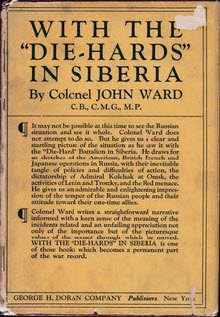 WITH THE
"DIE-HARDS"
IN SIBERIA
By Colonel JOHN WARD
C.B., C.M.G., M.P.
¶ It may not be possible at this time to see the Russian
situation and see it whole. Colonel Ward does
not attempt to do so. But he gives us a clear and
startling picture of the situation as he saw it with
the "Die-Hard" Battalion in Siberia. He draws for
us sketches of the American, British French and
Japanese operations in Russia, with their inevitable
tangle of policies and difficulties of action, the
dictatorship of Admiral Kolchak at Omsk, the
activities of Lenin and Trotsky, and the Red menace.
He gives us an admirable and enlightening impres-
sion of the temper of the Russian people and their
attitude toward their one-time allies.
¶ Colonel Ward writes a straightforward narrative
informed with a keen sense of the meaning of the
incidents related and an unfailing appreciation not
only of the importance but of the picturesque
values of the scenes through which he moved.
WITH THE DIE-HARDS IN SIBERIA is one
of those books which becomes a permanent part
of the war record.
GEORGE H. DORAN COMPANY Publishers New Yo